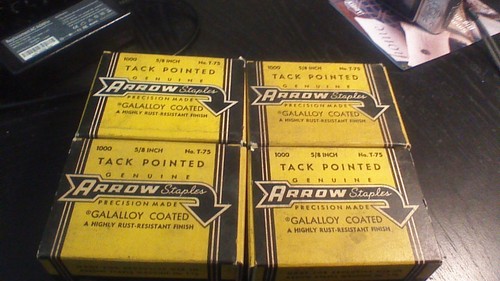 1000 5/8 INCH No. T-75
TACK POINTED
GENUINE
ARROW Staples
PRECISION MADE
®GALALLOY COATED
A HIGHLY RUST-RESISTANT FINISH
1000 5/8 INCH No. T-75
TACK POINTED
GENUINE
ARROW Staples
PRECISION MADE
®GALALLOY COATED
A HIGHLY RUST-RESISTANT FINISH
1000 5/8 INCH No. T-75
TACK POINTED
GENUINE
ARROW Staples
PRECISION MADE
®GALALLOY COATED
A HIGHLY RUST-RESISTANT FINISH
1000 5/8 INCH No. T-75
TACK POINTED
GENUINE
ARROW Staples
PRECISION MADE
®GALALLOY COATED
A HIGHLY RUST-RESISTANT FINISH